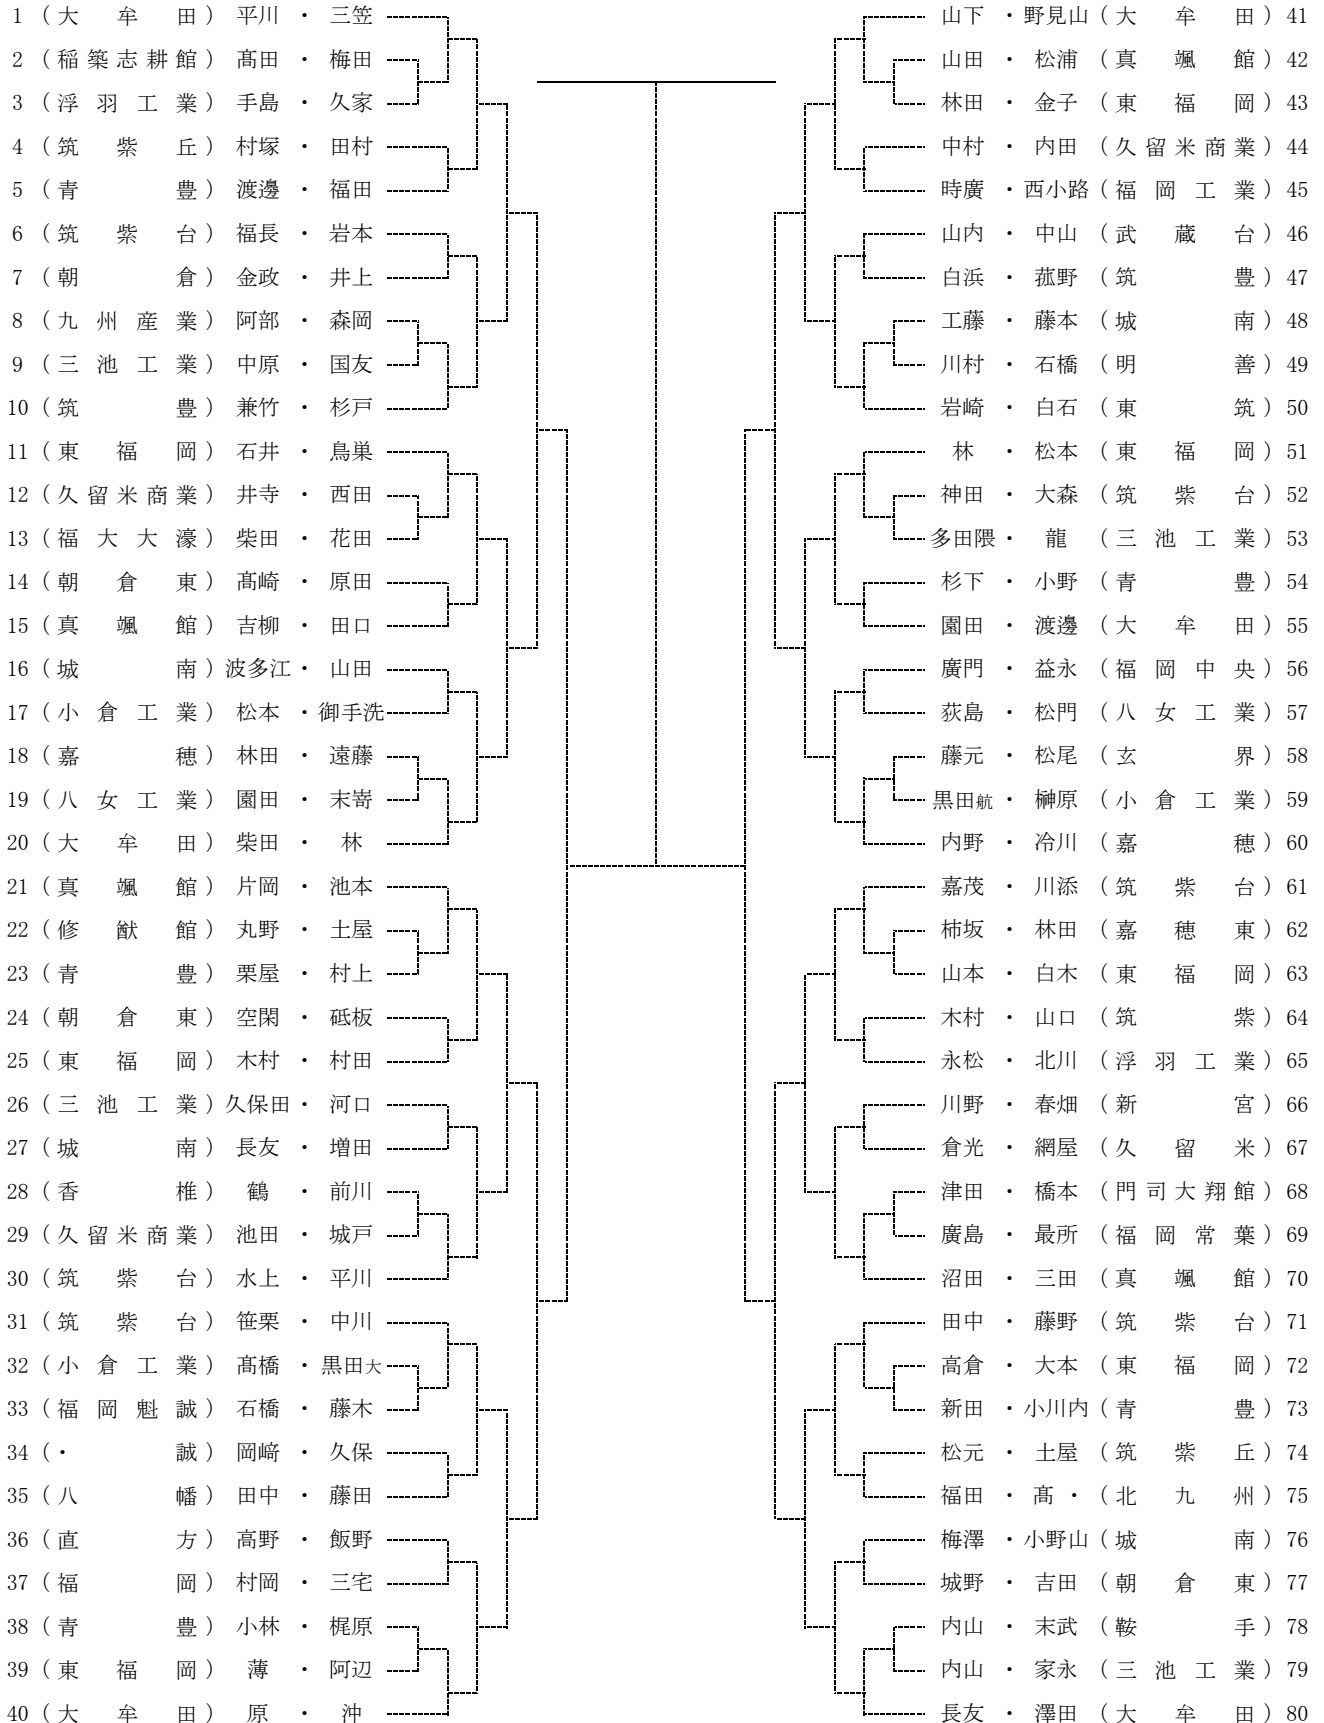 1 (大牟田) 平川・三笠
2 (稲築志耕館) 髙田・梅田
3 (浮羽工業) 手島・久家
4 (筑紫丘) 村塚・田村
5 (青豊) 渡邊・福田
6 (筑紫台) 福長・岩本
7 (朝倉) 金政・井上
8 (九州産業) 阿部・森岡
9 (三池工業) 中原・国友
10 (筑豊) 兼竹・杉戸
11 (東福岡) 石井・鳥巣
12 (久留米商業) 井寺・西田
13 (福大大濠) 柴田・花田
14 (朝倉東) 髙崎・原田
15 (真颯館) 吉柳・田口
16 (城南) 波多江・山田
17 (小倉工業) 松本・御手洗
18 (嘉穂) 林田・遠藤
19 (八女工業) 園田・末嵜
20 (大牟田) 柴田・林
21 (真颯館) 片岡・池本
22 (修猷館) 丸野・土屋
23 (青豊) 栗屋・村上
24 (朝倉東) 空閑・砥板
25 (東福岡) 木村・村田
26 (三池工業) 久保田・河口
27 (城南) 長友・増田
28 (香椎) 鶴・前川
29 (久留米商業) 池田・城戸
30 (筑紫台) 水上・平川
31 (筑紫台) 笹栗・中川
32 (小倉工業) 髙橋・黒田大
33 (福岡魁誠) 石橋・藤木
34 (・誠) 岡﨑・久保
35 (八幡) 田中・藤田
36 (直方) 高野・飯野
37 (福岡) 村岡・三宅
38 (青豊) 小林・梶原
39 (東福岡) 薄・阿辺
40 (大牟田) 原・沖
山下・野見山 (大牟田) 41
山田・松浦 (真颯館) 42
林田・金子 (東福岡) 43
中村・内田 (久留米商業) 44
時廣・西小路 (福岡工業) 45
山内・中山 (武蔵台) 46
白浜・菰野 (筑豊) 47
工藤・藤本 (城南) 48
川村・石橋 (明善) 49
岩崎・白石 (東筑) 50
林・松本 (東福岡) 51
神田・大森 (筑紫台) 52
多田隈・龍 (三池工業) 53
杉下・小野 (青豊) 54
園田・渡邊 (大牟田) 55
廣門・益永 (福岡中央) 56
荻島・松門 (八女工業) 57
藤元・松尾 (玄界) 58
黒田航・榊原 (小倉工業) 59
内野・冷川 (嘉穂) 60
嘉茂・川添 (筑紫台) 61
柿坂・林田 (嘉穂東) 62
山本・白木 (東福岡) 63
木村・山口 (筑紫) 64
永松・北川 (浮羽工業) 65
川野・春畑 (新宮) 66
倉光・網屋 (久留米) 67
津田・橋本 (門司大翔館) 68
廣島・最所 (福岡常葉) 69
沼田・三田 (真颯館) 70
田中・藤野 (筑紫台) 71
高倉・大本 (東福岡) 72
新田・小川内 (青豊) 73
松元・土屋 (筑紫丘) 74
福田・髙・ (北九州) 75
梅澤・小野山 (城南) 76
城野・吉田 (朝倉東) 77
内山・末武 (鞍手) 78
内山・家永 (三池工業) 79
長友・澤田 (大牟田) 80